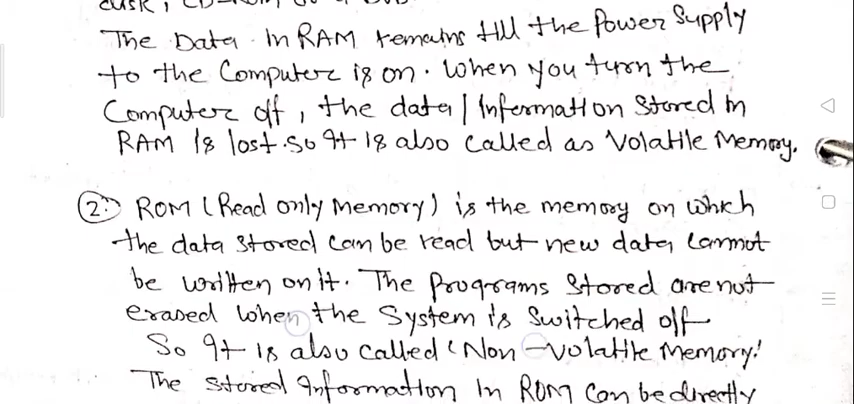 The Data in RAM remains till the Power Supply
to the Computer is on. When you turn the
Computer off, the data / Information stored in
RAM is lost. So It is also called as Volatile Memory.
2. ROM (Read only Memory) is the memory on which
the data stored can be read but new data cannot
be written on it. The Programs Stored are not
erased when the System is switched off
So It is also called 'Non-volatile Memory'
The stored Information in ROM can be directly